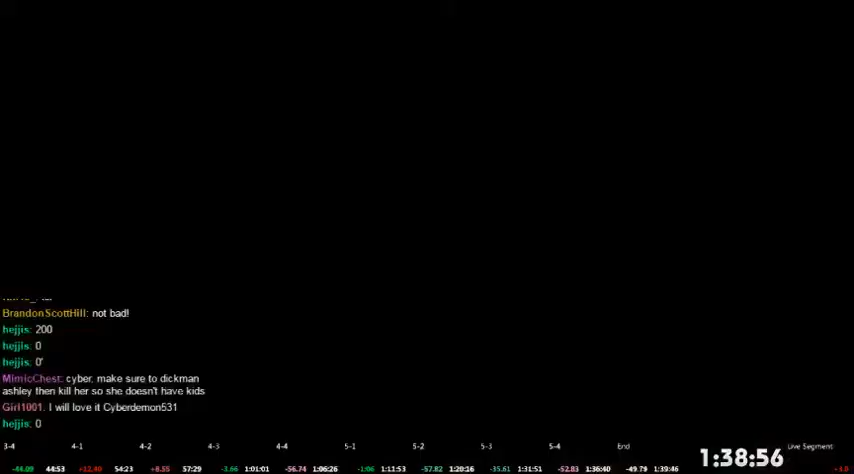 BrandonScottHill: not bad!
hejjis: 200
hejjis: 0
hejjis: 0'
MimicChest: cyber, make sure to dickman
ashley then kill her so she doesn't have kids
Girl1001: I will love it Cyberdemon531
hejjis: 0
3-4 4-1 4-2 4-3 4-4 5-1 5-2 5-3 5-4 End
1:38:56
Live Segment
-44.09 44:53 +12.40 54:23 +8.55 57:29 -3.66 1:01:01 -56.74 1:06:26 -1:06 1:11:53 -57.82 1:20:16 -35.61 1:31:51 -52.83 1:36:40 -49.79 1:39:46 +3.0